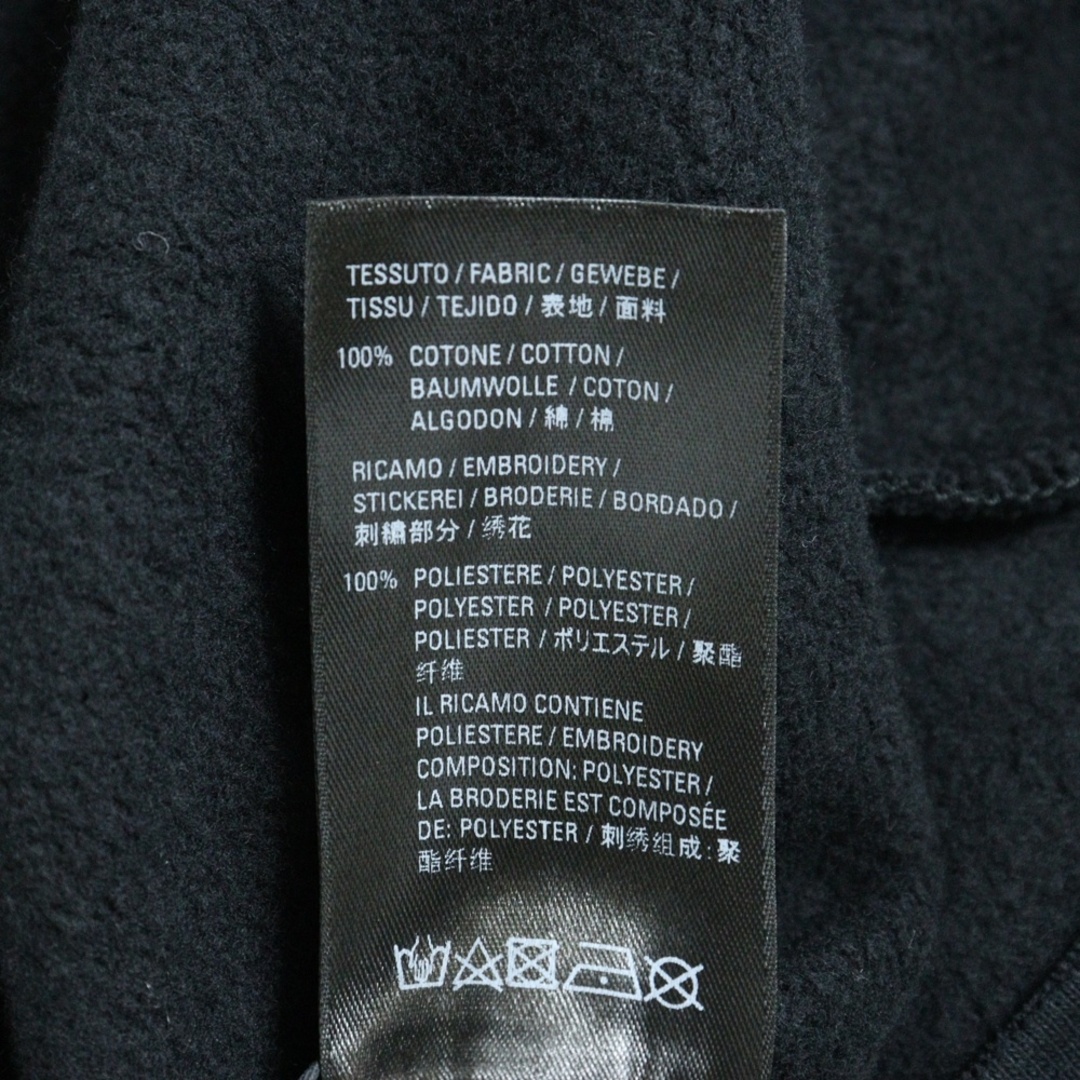 TESSUTO / FABRIC / GEWEBE /
TISSU / TEJIDO / 表地 / 面料
100% COTONE / COTTON /
BAUMWOLLE / COTON /
ALGODON / 綿 / 棉
RICAMO / EMBROIDERY /
STICKEREI / BRODERIE / BORDADO /
刺繍部分 / 绣花
100% POLIESTERE / POLYESTER /
POLYESTER / POLYESTER /
POLIESTER / ポリエステル / 聚酯
纤维
IL RICAMO CONTIENE
POLIESTERE / EMBROIDERY
COMPOSITION: POLYESTER /
LA BRODERIE EST COMPOSÉE
DE: POLYESTER / 刺绣组成: 聚
酯纤维